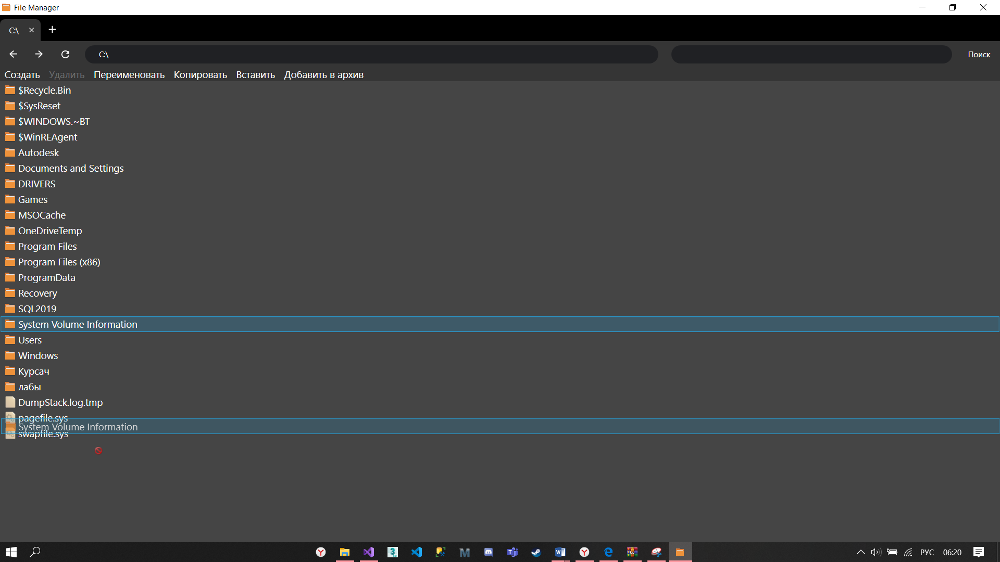 File Manager
C:\
C:\
Поиск
Создать Удалить Переименовать Копировать Вставить Добавить в архив
$Recycle.Bin
$SysReset
$WINDOWS.~BT
$WinREAgent
Autodesk
Documents and Settings
DRIVERS
Games
MSOCache
OneDriveTemp
Program Files
Program Files (x86)
ProgramData
Recovery
SQL2019
System Volume Information
Users
Windows
Курсач
лабы
DumpStack.log.tmp
pagefile.sys
System Volume Information
swapfile.sys
РУС 06:20